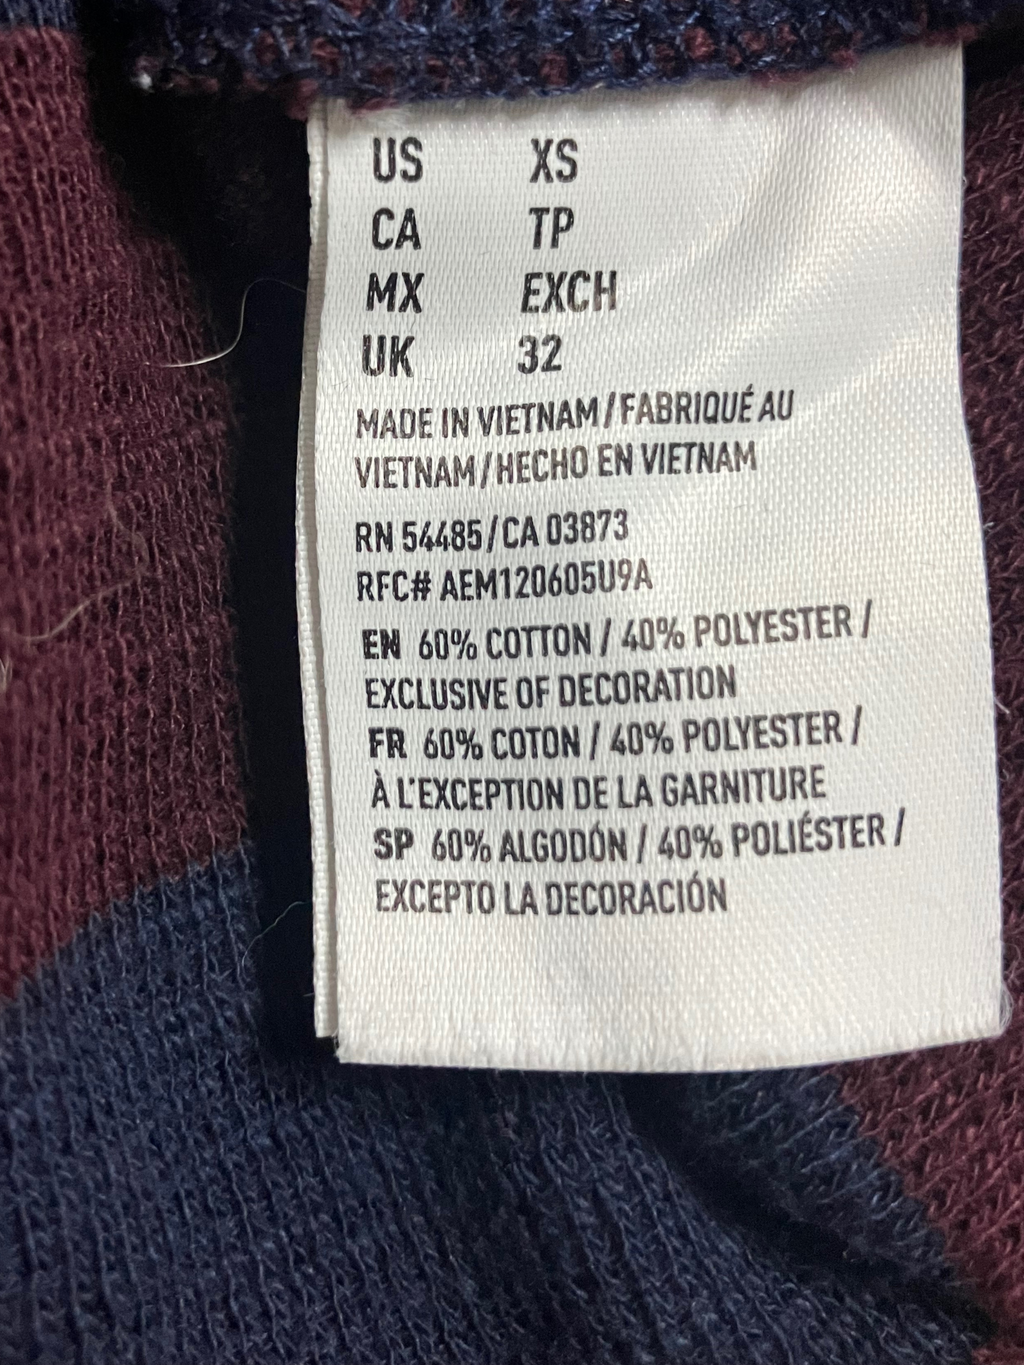 US XS
CA TP
MX EXCH
UK 32
MADE IN VIETNAM/FABRIQUÉ AU
VIETNAM/HECHO EN VIETNAM
RN 54485/CA 03873
RFC# AEM120605U9A
EN 60% COTTON / 40% POLYESTER /
EXCLUSIVE OF DECORATION
FR 60% COTON / 40% POLYESTER /
À L'EXCEPTION DE LA GARNITURE
SP 60% ALGODÓN / 40% POLIÉSTER /
EXCEPTO LA DECORACIÓN